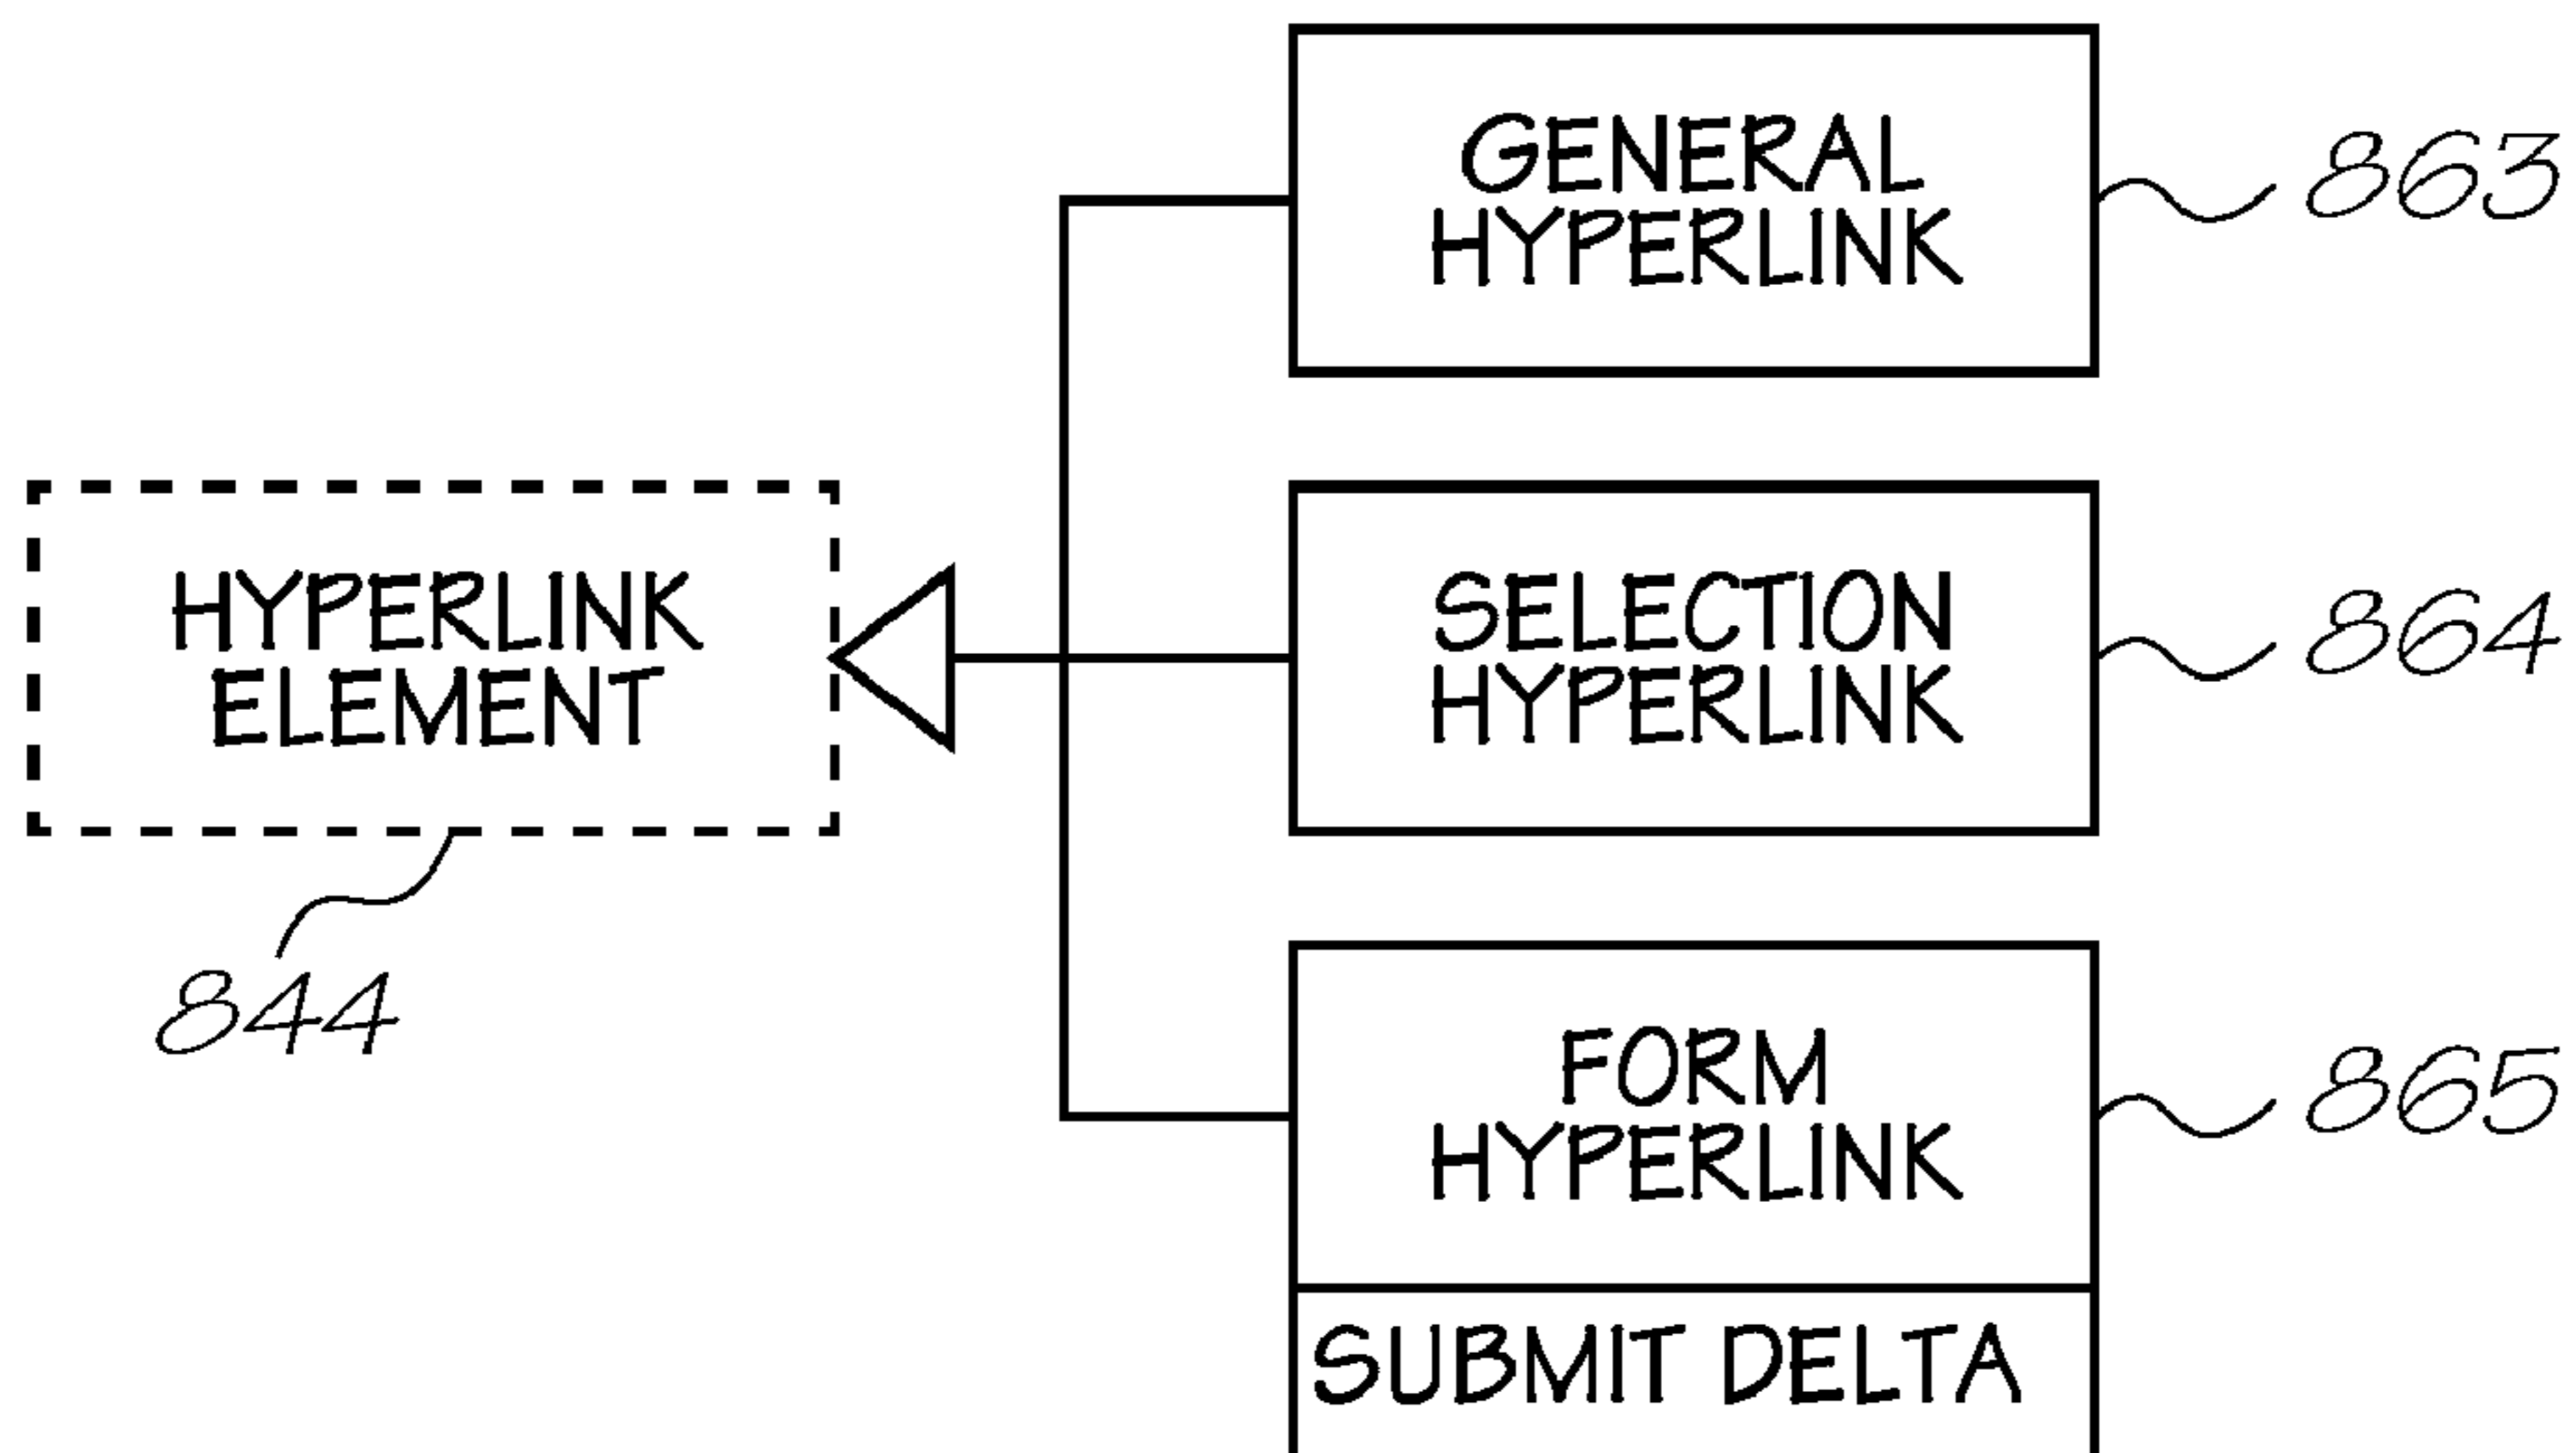 GENERAL
HYPERLINK
863
HYPERLINK
ELEMENT
844
SELECTION
HYPERLINK
864
FORM
HYPERLINK
865
SUBMIT DELTA